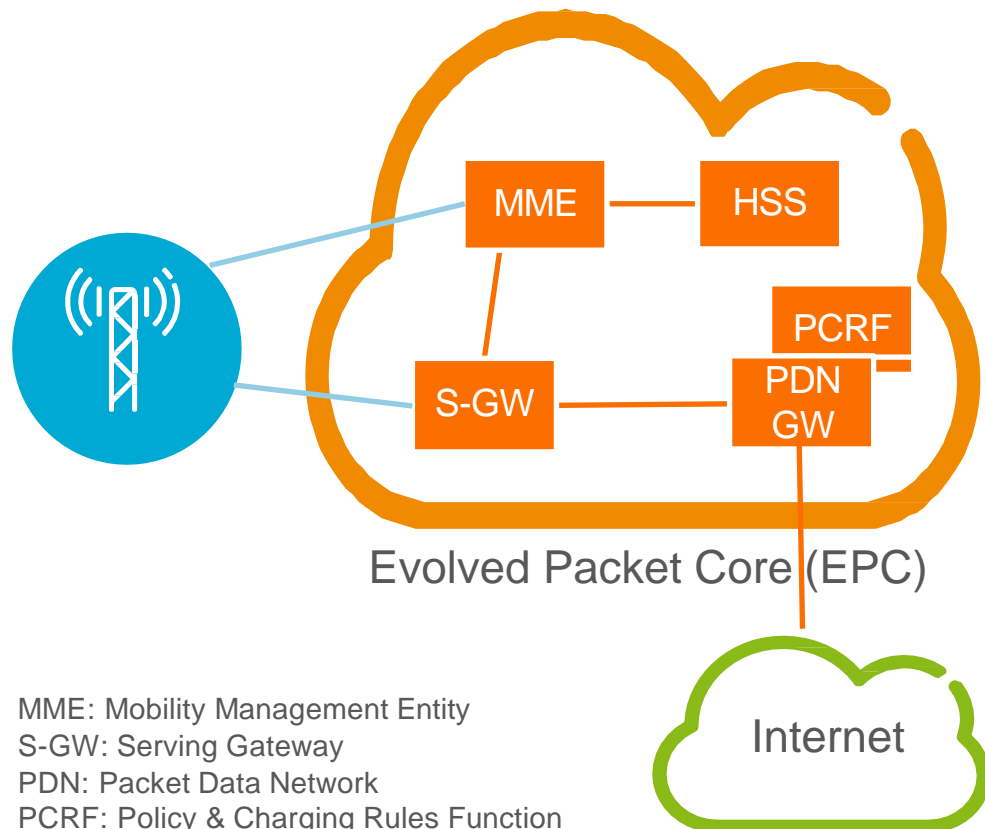 MME
HSS
PCRF
S-GW
PDN
GW
Evolved Packet Core (EPC)
Internet
MME: Mobility Management Entity
S-GW: Serving Gateway
PDN: Packet Data Network
PCRF: Policy & Charging Rules Function